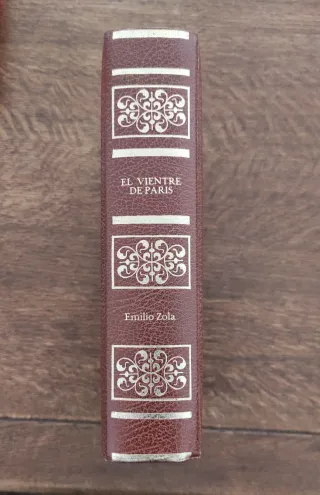 EL VIENTRE
DE PARIS
Emilio Zola